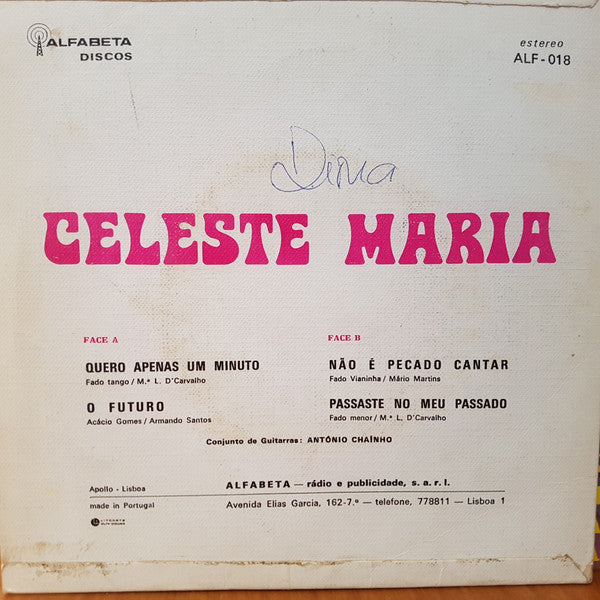 ALFABETA
DISCOS
estereo
ALF-018
Dina
CELESTE MARIA
FACE A
QUERO APENAS UM MINUTO
Fado tango / M.ª L. D'Carvalho
O FUTURO
Acácio Gomes / Armando Santos
FACE B
NÃO É PECADO CANTAR
Fado Vianinha / Mário Martins
PASSASTE NO MEU PASSADO
Fado menor / M.ª L. D'Carvalho
Conjunto de Guitarras: ANTÓNIO CHAÍNHO
Apollo - Lisboa
made in Portugal
ALFABETA — rádio e publicidade, s. a. r. l.
Avenida Elias Garcia, 162-7.º — telefone, 778811 — Lisboa 1